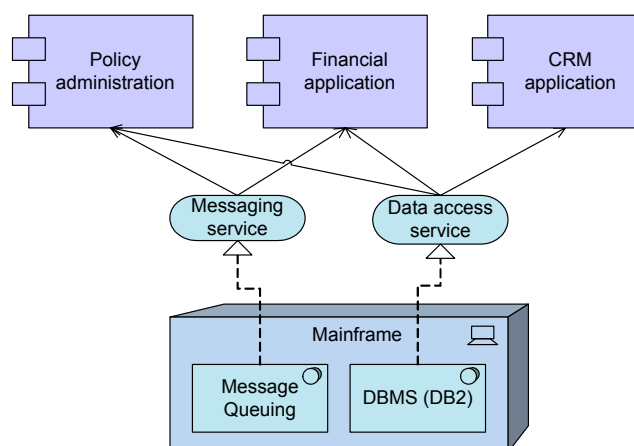 Policy
administration
Financial
application
CRM
application
Messaging
service
Data access
service
Mainframe
Message
Queuing
DBMS (DB2)